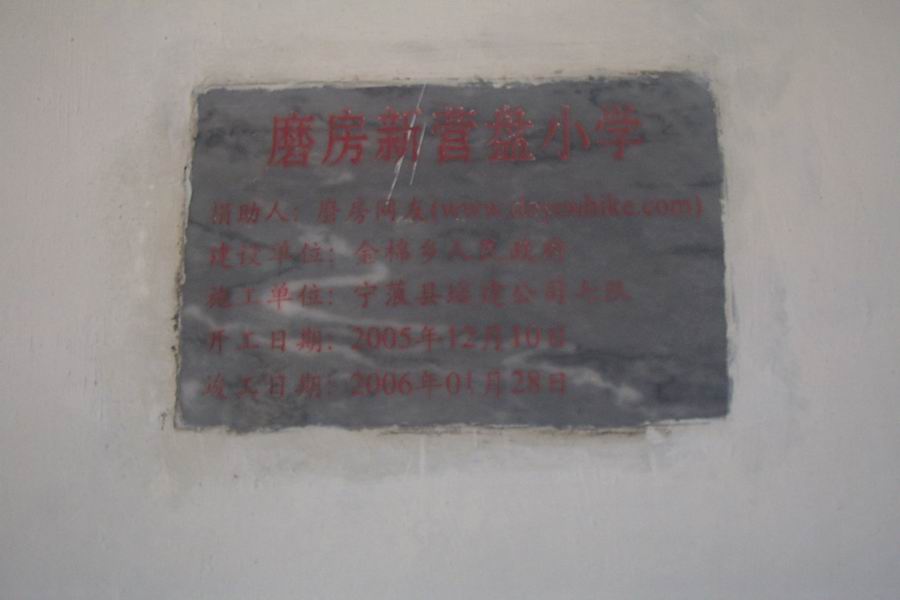 磨房新营盘小学
捐助人：磨房网友(www.doyouhike.com)
建设单位：金棉乡人民政府
施工单位：宁蒗县城建公司七队
开工日期：2005年12月10日
竣工日期：2006年01月28日